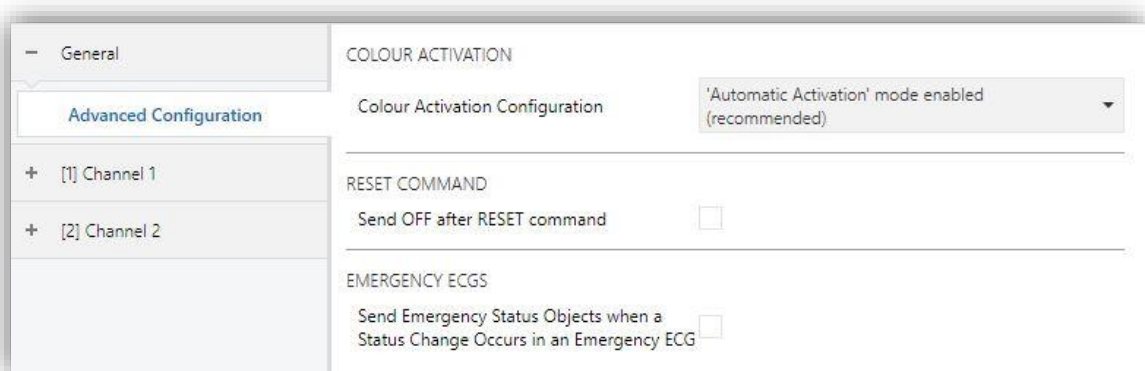 General
Advanced Configuration
[1] Channel 1
[2] Channel 2
COLOUR ACTIVATION
Colour Activation Configuration
'Automatic Activation' mode enabled
(recommended)
RESET COMMAND
Send OFF after RESET command
EMERGENCY ECGS
Send Emergency Status Objects when a
Status Change Occurs in an Emergency ECG